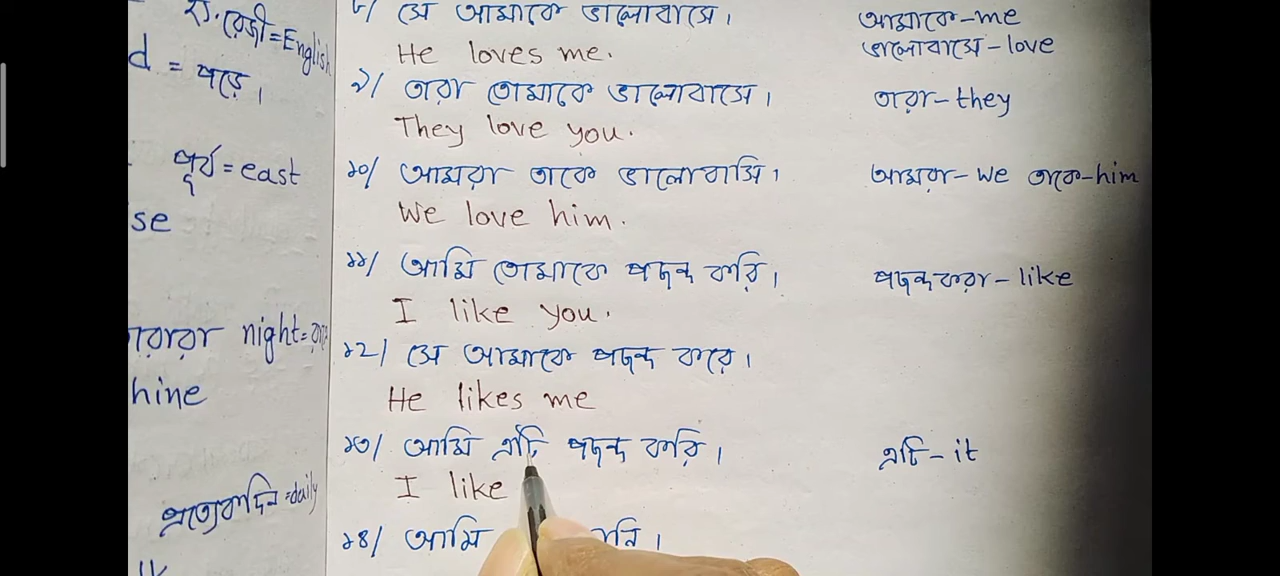 রেজী=English
d = পড়ে।
পূর্ব = east
se
night=
hine
প্রত্যেকদিন=daily
৮/ সে আমাকে ভালোবাসে।
আমাকে-me
He loves me.
ভালোবাসে-love
৯/ তারা তোমাকে ভালোবাসে।
তারা-they
They love you.
১০/ আমরা তাকে ভালোবাসি।
আমরা-we তাকে-him
We love him.
১১/ আমি তোমাকে পছন্দ করি।
পছন্দ করা-like
I like you.
১২/ সে আমাকে পছন্দ করে।
He likes me
১৩/ আমি এটি পছন্দ করি।
এটি-it
I like
১৪/ আমি